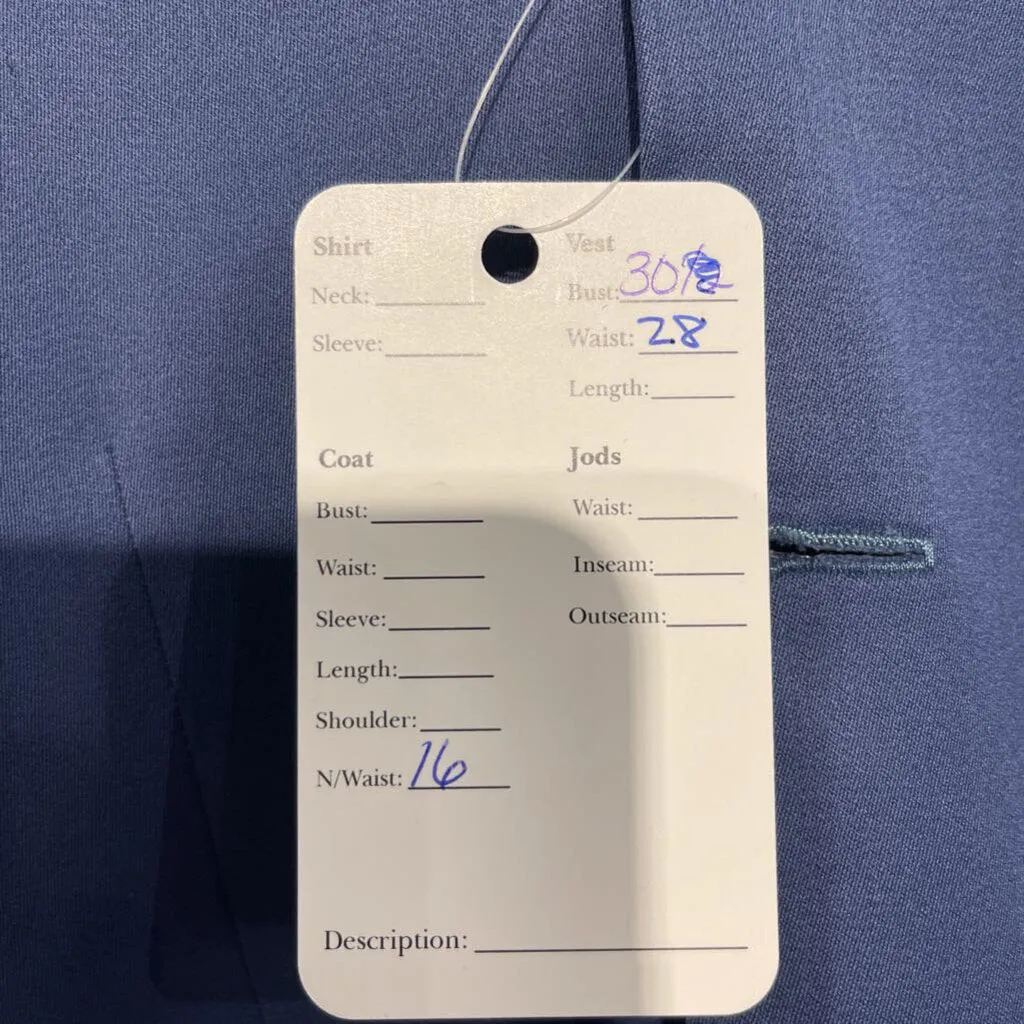 Shirt
Neck:
Sleeve:
Vest
Bust: 30
Waist: 28
Length:
Coat
Bust:
Waist:
Sleeve:
Length:
Shoulder:
N/Waist: 16
Jods
Waist:
Inseam:
Outseam:
Description: